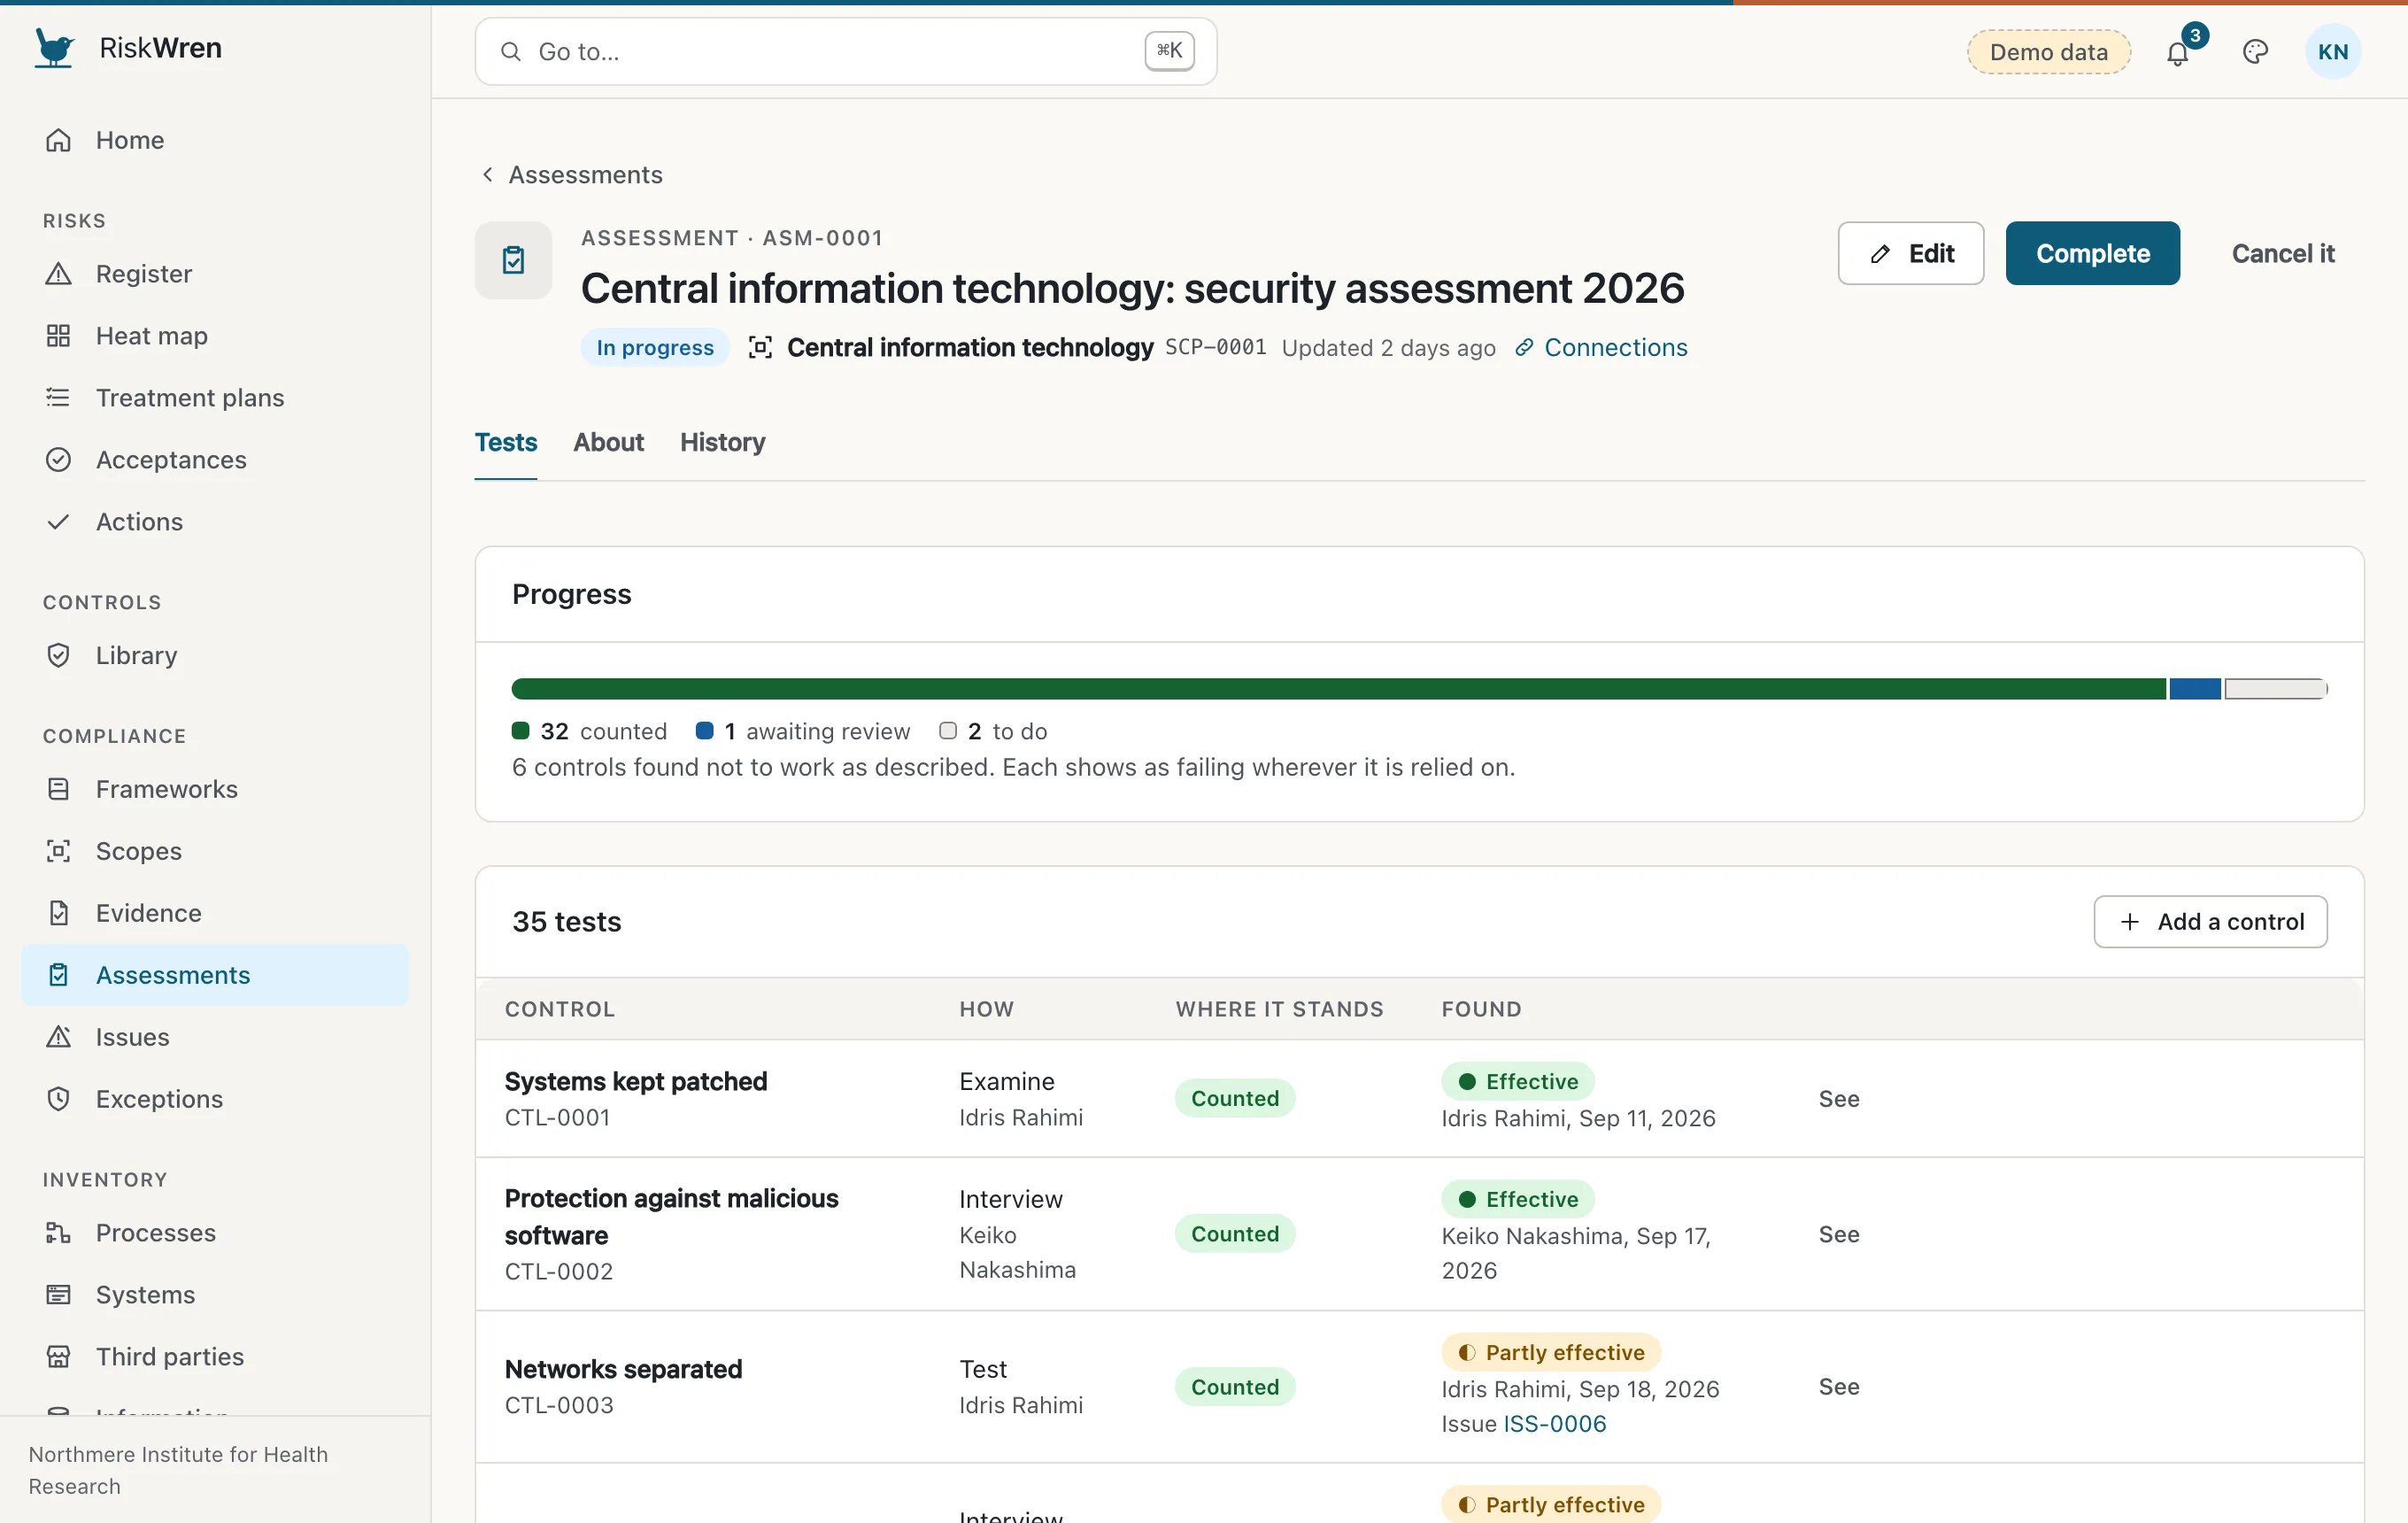 RiskWren
Go to...
⌘K
Demo data
3
KN
Home
RISKS
Register
Heat map
Treatment plans
Acceptances
Actions
CONTROLS
Library
COMPLIANCE
Frameworks
Scopes
Evidence
Assessments
Issues
Exceptions
INVENTORY
Processes
Systems
Third parties
Information
Northmere Institute for Health
Research
Assessments
ASSESSMENT · ASM-0001
Central information technology: security assessment 2026
In progress Central information technology SCP-0001 Updated 2 days ago Connections
Edit
Complete
Cancel it
Tests About History
Progress
32 counted 1 awaiting review 2 to do
6 controls found not to work as described. Each shows as failing wherever it is relied on.
35 tests
Add a control
CONTROL HOW WHERE IT STANDS FOUND
Systems kept patched
CTL-0001
Examine
Idris Rahimi
Counted
Effective
Idris Rahimi, Sep 11, 2026
See
Protection against malicious
software
CTL-0002
Interview
Keiko
Nakashima
Counted
Effective
Keiko Nakashima, Sep 17,
2026
See
Networks separated
CTL-0003
Test
Idris Rahimi
Counted
Partly effective
Idris Rahimi, Sep 18, 2026
Issue ISS-0006
See
Interview
Partly effective